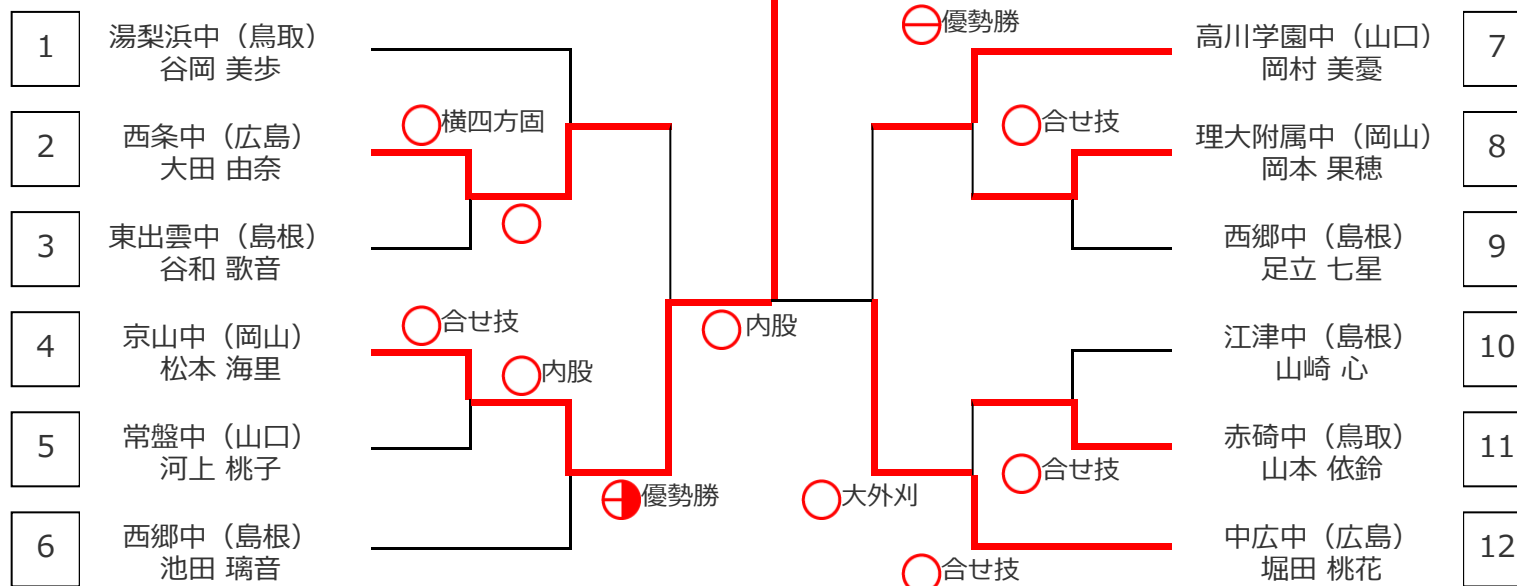 1
湯梨浜中（鳥取）
谷岡 美歩
2
西条中（広島）
大田 由奈
3
東出雲中（島根）
谷和 歌音
4
京山中（岡山）
松本 海里
5
常盤中（山口）
河上 桃子
6
西郷中（島根）
池田 璃音
横四方固
合せ技
内股
優勢勝
内股
優勢勝
合せ技
合せ技
大外刈
合せ技
高川学園中（山口）
岡村 美憂
7
理大附属中（岡山）
岡本 果穂
8
西郷中（島根）
足立 七星
9
江津中（島根）
山崎 心
10
赤碕中（鳥取）
山本 依鈴
11
中広中（広島）
堀田 桃花
12